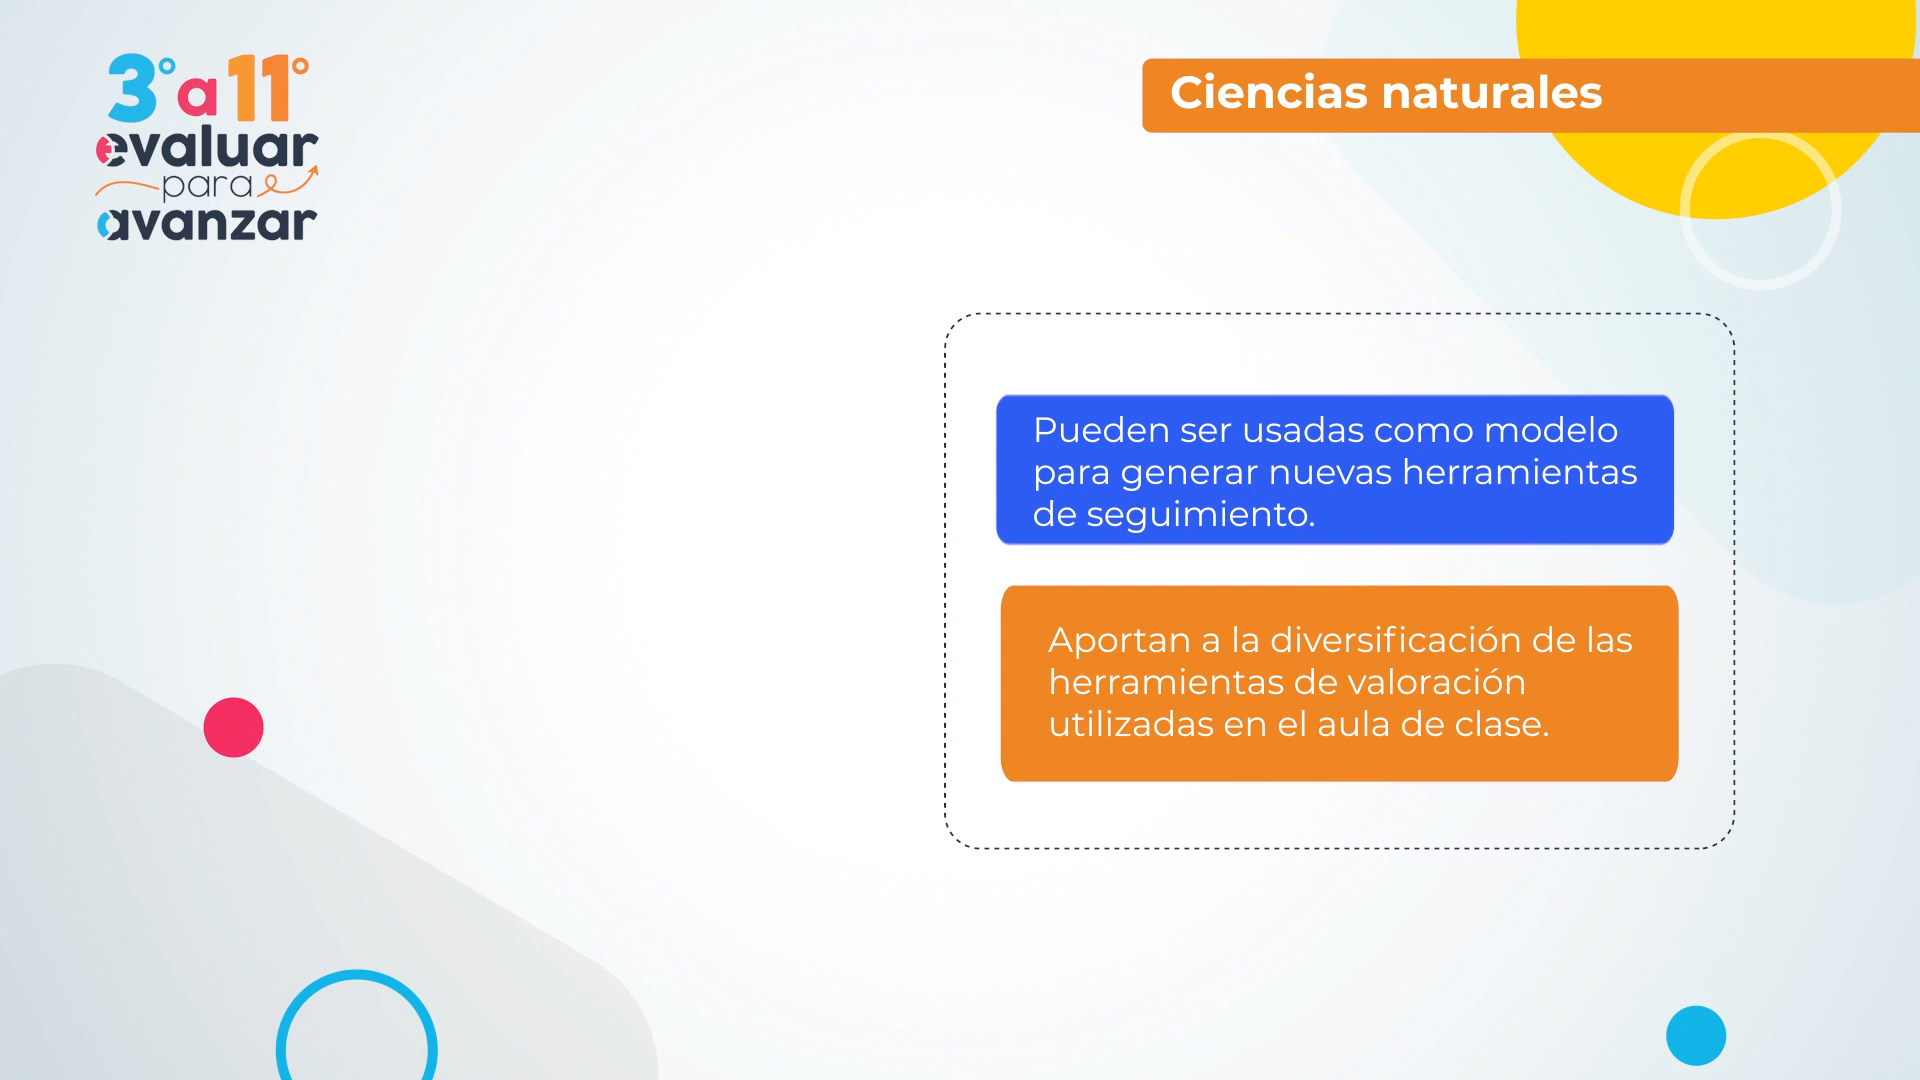 3° a 11°
evaluar
para
avanzar
Ciencias naturales
Pueden ser usadas como modelo
para generar nuevas herramientas
de seguimiento.
Aportan a la diversificación de las
herramientas de valoración
utilizadas en el aula de clase.